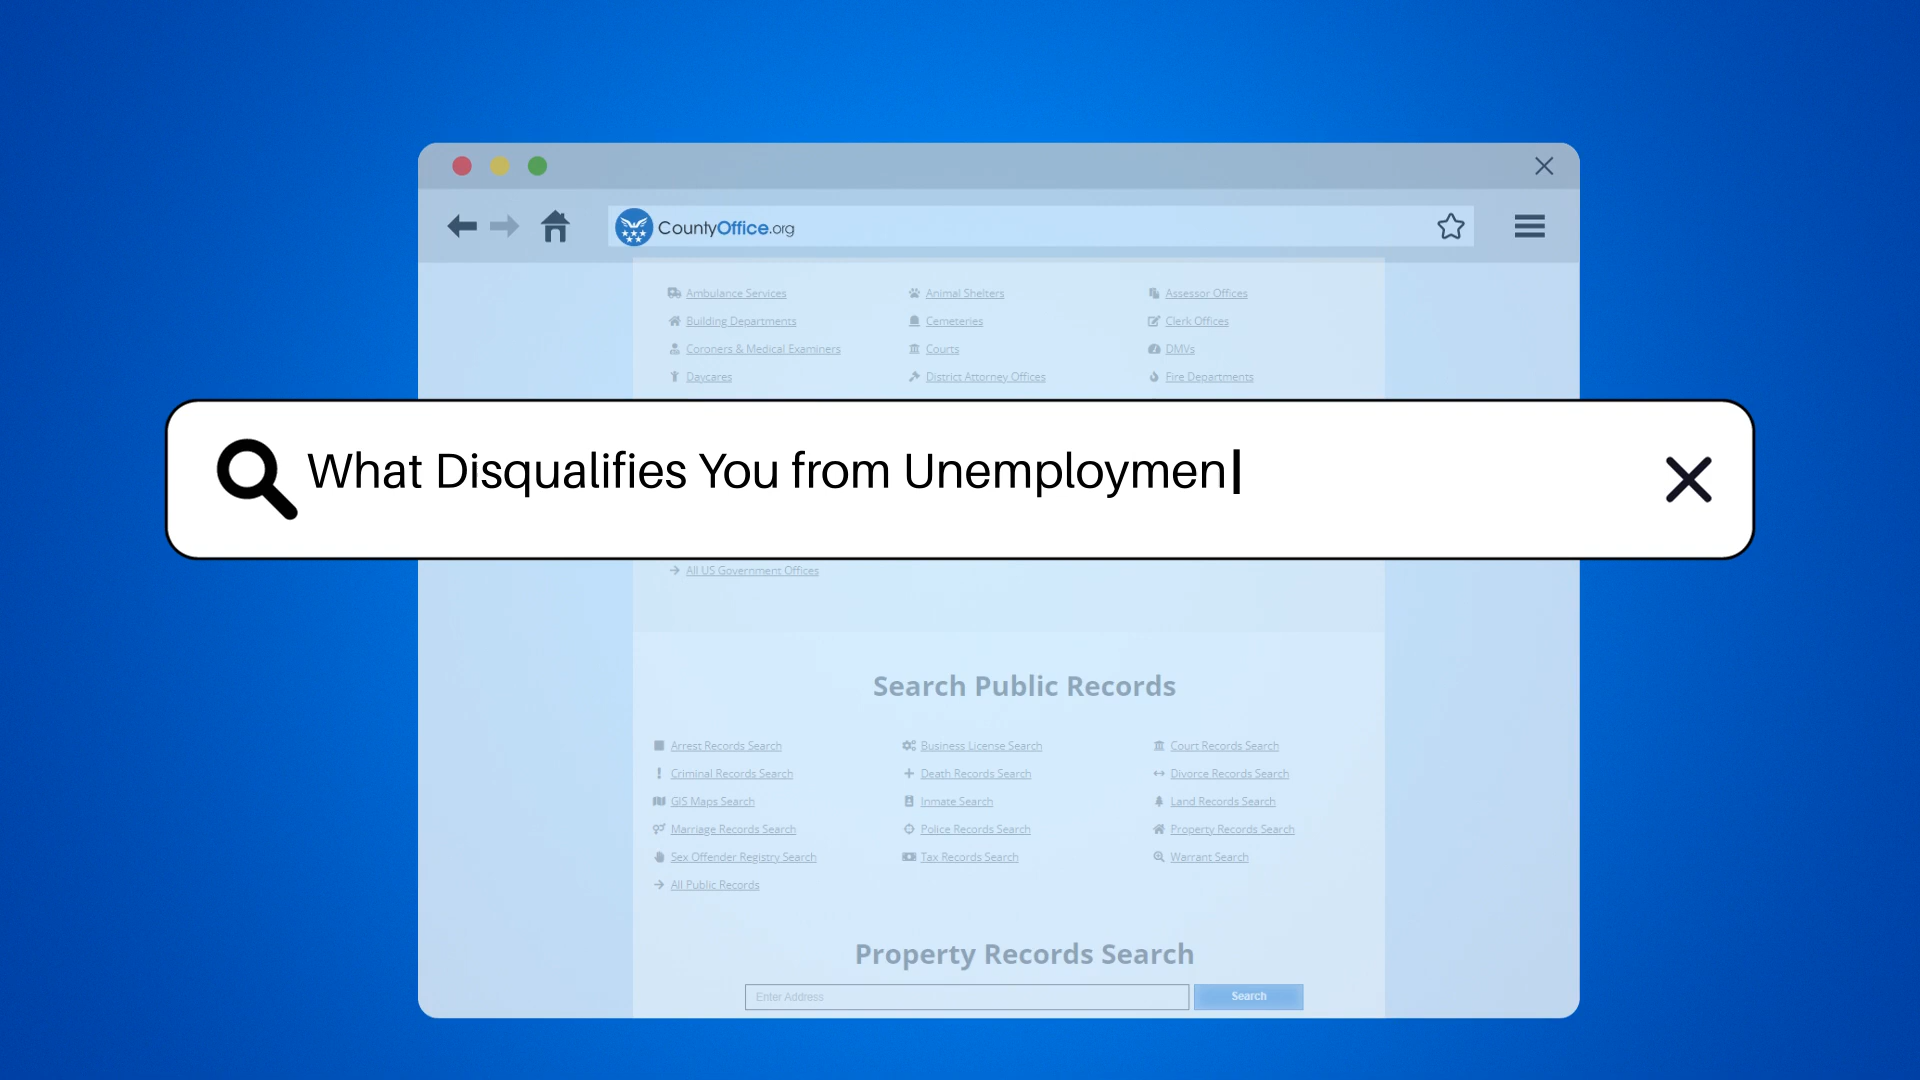 CountyOffice.org
Ambulance Services Animal Shelters Assessor Offices
Building Departments Cemeteries Clerk Offices
Coroners & Medical Examiners Courts DMVs
Daycares District Attorney Offices Fire Departments
What Disqualifies You from Unemploymen
All US Government Offices
Search Public Records
Arrest Records Search Business License Search Court Records Search
Criminal Records Search Death Records Search Divorce Records Search
GIS Maps Search Inmate Search Land Records Search
Marriage Records Search Police Records Search Property Records Search
Sex Offender Registry Search Tax Records Search Warrant Search
All Public Records
Property Records Search
Enter Address Search